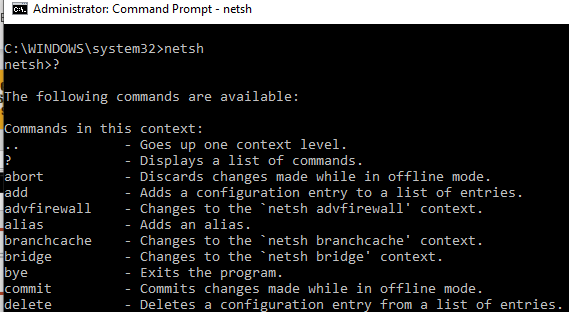 Administrator: Command Prompt - netsh
C:\WINDOWS\system32>netsh
netsh>?
The following commands are available:
Commands in this context:
..             - Goes up one context level.
?              - Displays a list of commands.
abort          - Discards changes made while in offline mode.
add            - Adds a configuration entry to a list of entries.
advfirewall    - Changes to the `netsh advfirewall' context.
alias          - Adds an alias.
branchcache    - Changes to the `netsh branchcache' context.
bridge         - Changes to the `netsh bridge' context.
bye            - Exits the program.
commit         - Commits changes made while in offline mode.
delete         - Deletes a configuration entry from a list of entries.